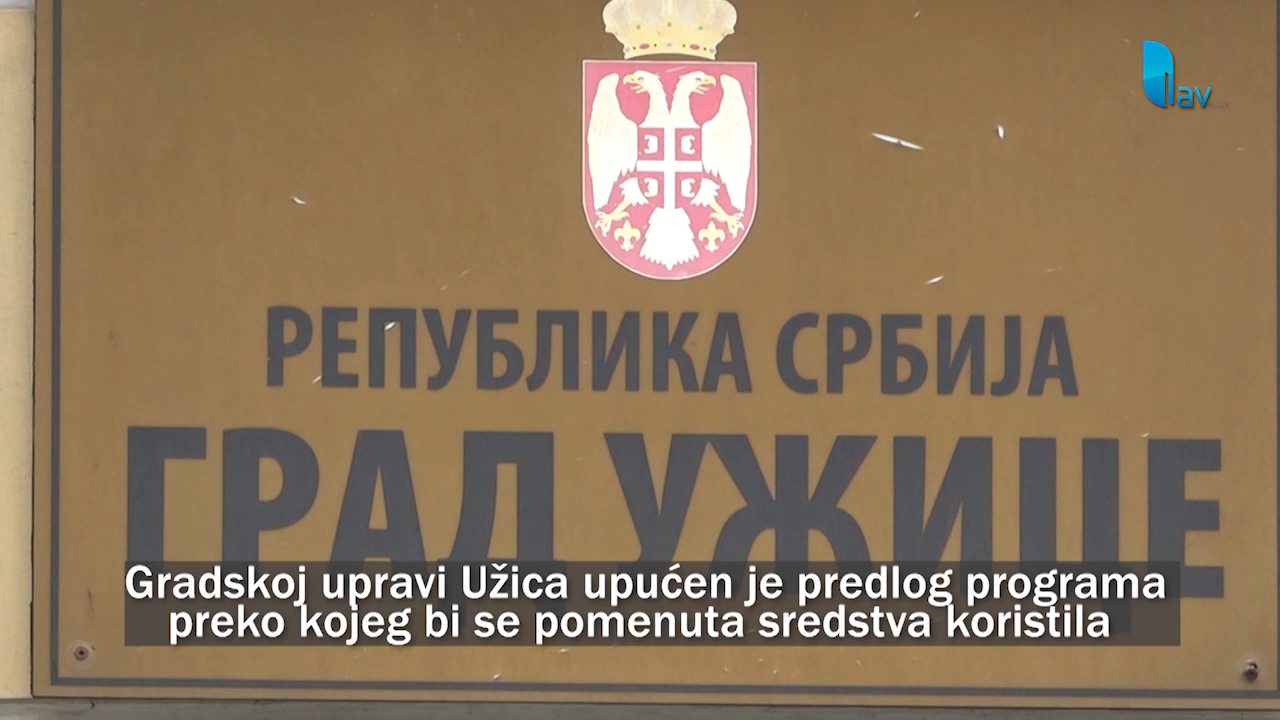 lav
РЕПУБЛИКА СРБИЈА
ГРАД УЖИЦЕ
Gradskoj upravi Užica upućen je predlog programa
preko kojeg bi se pomenuta sredstva koristila